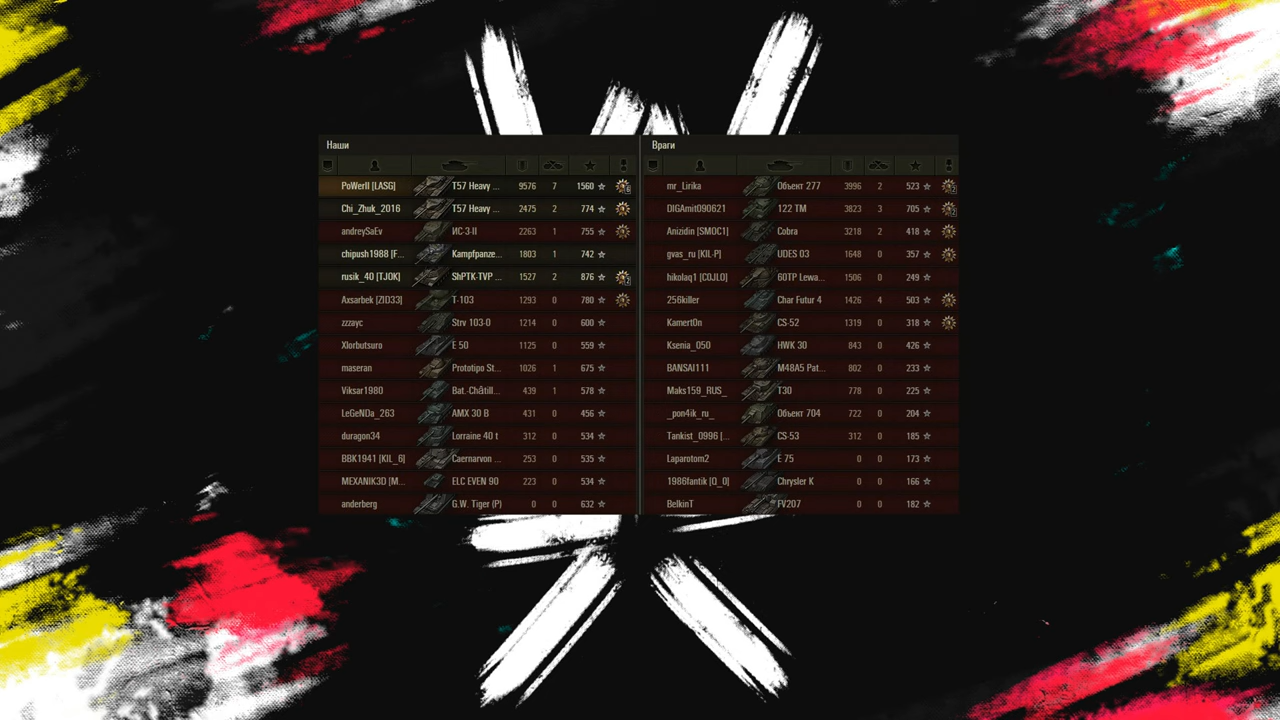 Наши
PoWerII [LASG] T57 Heavy ... 9576 7 1560 6
Chi_Zhuk_2016 T57 Heavy ... 2475 2 774
andreySaEv ИС-3-II 2263 1 755
chipush1988 [F... Kampfpanze... 1803 1 742
rusik_40 [TJOK] ShPTK-TVP ... 1527 2 876 2
Axsarbek [ZID33] T-103 1293 0 780
zzzayc Strv 103-0 1214 0 600
Xlorbutsuro E 50 1125 0 559
maseran Prototipo St... 1026 1 675
Viksar1980 Bat.-Châtill... 439 1 578
LeGeNDa_263 AMX 30 B 431 0 456
duragon34 Lorraine 40 t 312 0 534
BBK1941 [KIL_6] Caernarvon ... 253 0 535
MEXANIK3D [M... ELC EVEN 90 223 0 534
anderberg G.W. Tiger (P) 0 0 632
Враги
mr_Lirika Объект 277 3996 2 523 2
DIGAmit090621 122 TM 3823 3 705 2
Anizidin [SMOC1] Cobra 3218 2 418
gvas_ru [KIL-P] UDES 03 1648 0 357
hikolaq1 [COJLO] 60TP Lewa... 1506 0 249
256killer Char Futur 4 1426 4 503
Kamert0n CS-52 1319 0 318
Ksenia_050 HWK 30 843 0 426
BANSAI111 M48A5 Pat... 802 0 233
Maks159_RUS_ T30 778 0 225
_pon4ik_ru_ Объект 704 722 0 204
Tankist_0996 [... CS-53 312 0 185
Laparotom2 E 75 0 0 173
1986fantik [Q_0] Chrysler K 0 0 166
BelkinT FV207 0 0 182